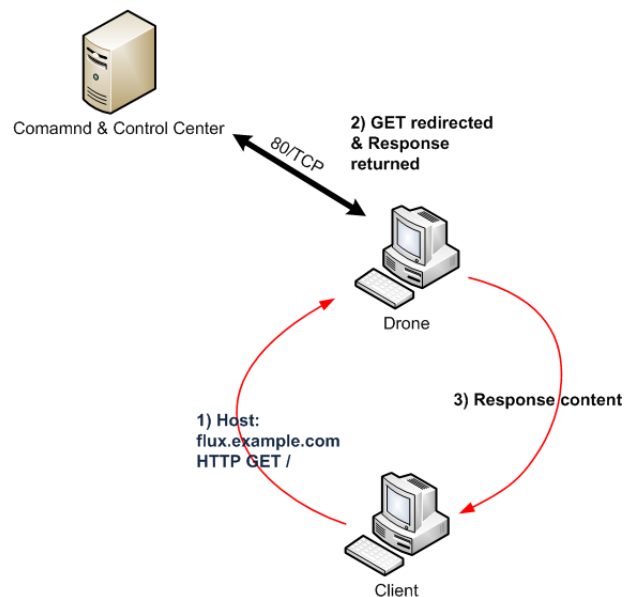 Comamnd & Control Center
80/TCP
2) GET redirected
& Response
returned
Drone
1) Host:
flux.example.com
HTTP GET /
3) Response content
Client